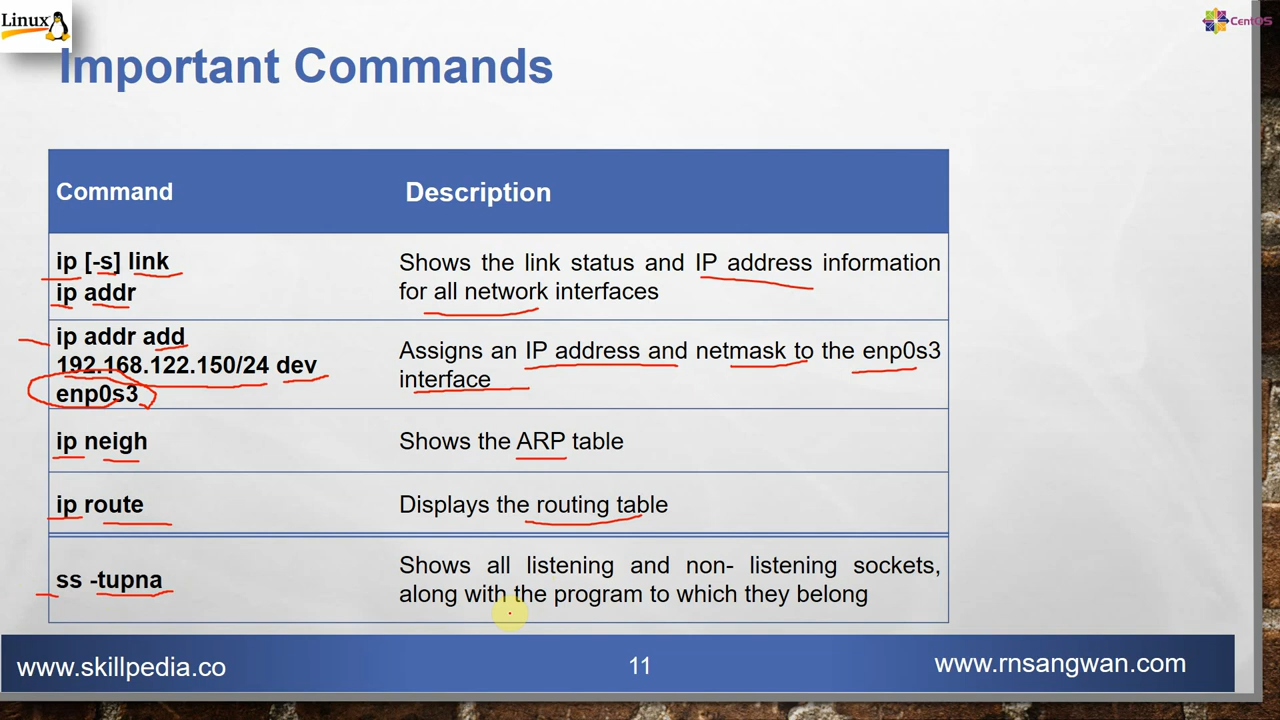 Linux
CentOS
Important Commands
Command
Description
ip [-s] link
ip addr
Shows the link status and IP address information
for all network interfaces
ip addr add
192.168.122.150/24 dev
enp0s3
Assigns an IP address and netmask to the enp0s3
interface
ip neigh
Shows the ARP table
ip route
Displays the routing table
ss -tupna
Shows all listening and non- listening sockets,
along with the program to which they belong
www.skillpedia.co
11
www.rnsangwan.com